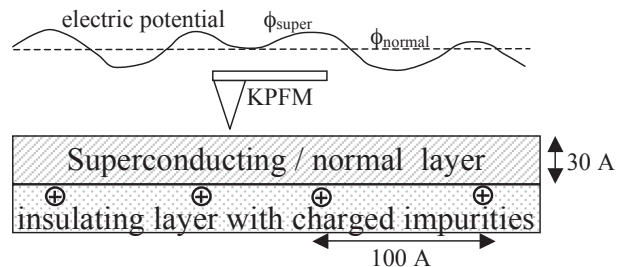 electric potential
ϕsuper
ϕnormal
KPFM
Superconducting / normal layer
30 A
insulating layer with charged impurities
100 A